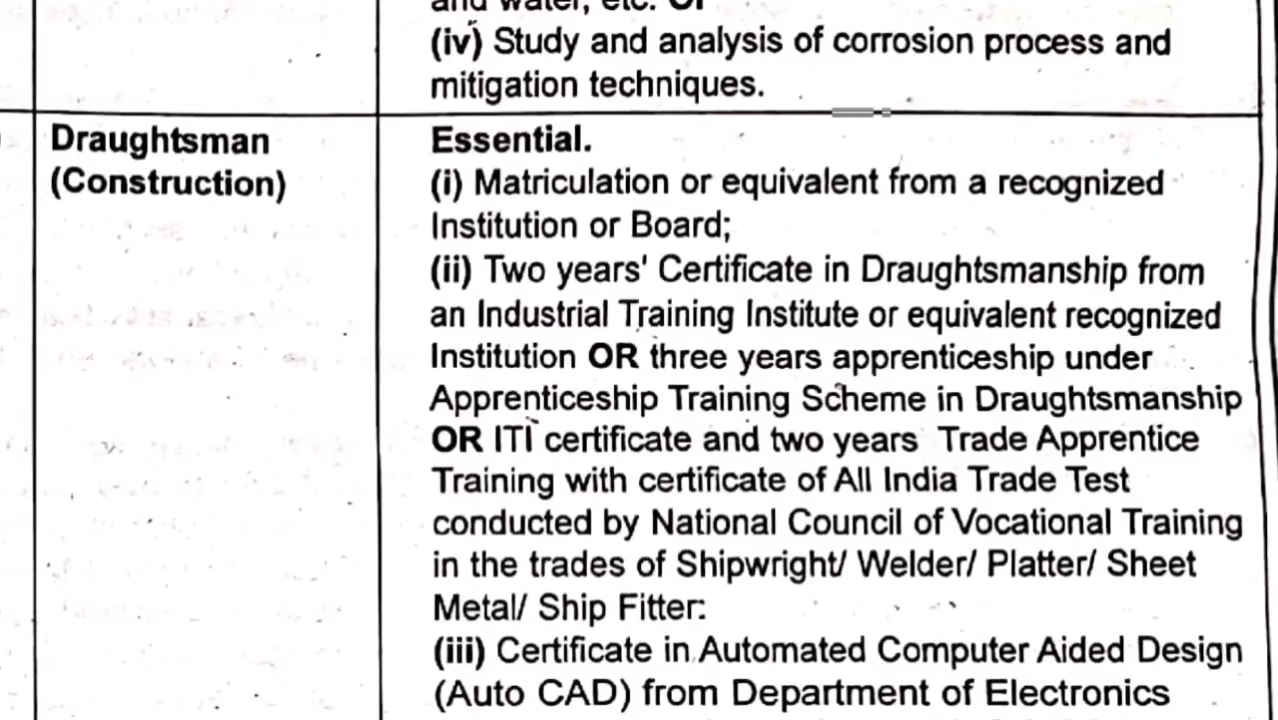 and water, etc. Or
(iv) Study and analysis of corrosion process and
mitigation techniques.
Draughtsman
(Construction)
Essential.
(i) Matriculation or equivalent from a recognized
Institution or Board;
(ii) Two years' Certificate in Draughtsmanship from
an Industrial Training Institute or equivalent recognized
Institution OR three years apprenticeship under
Apprenticeship Training Scheme in Draughtsmanship
OR ITI certificate and two years Trade Apprentice
Training with certificate of All India Trade Test
conducted by National Council of Vocational Training
in the trades of Shipwright/ Welder/ Platter/ Sheet
Metal/ Ship Fitter:
(iii) Certificate in Automated Computer Aided Design
(Auto CAD) from Department of Electronics